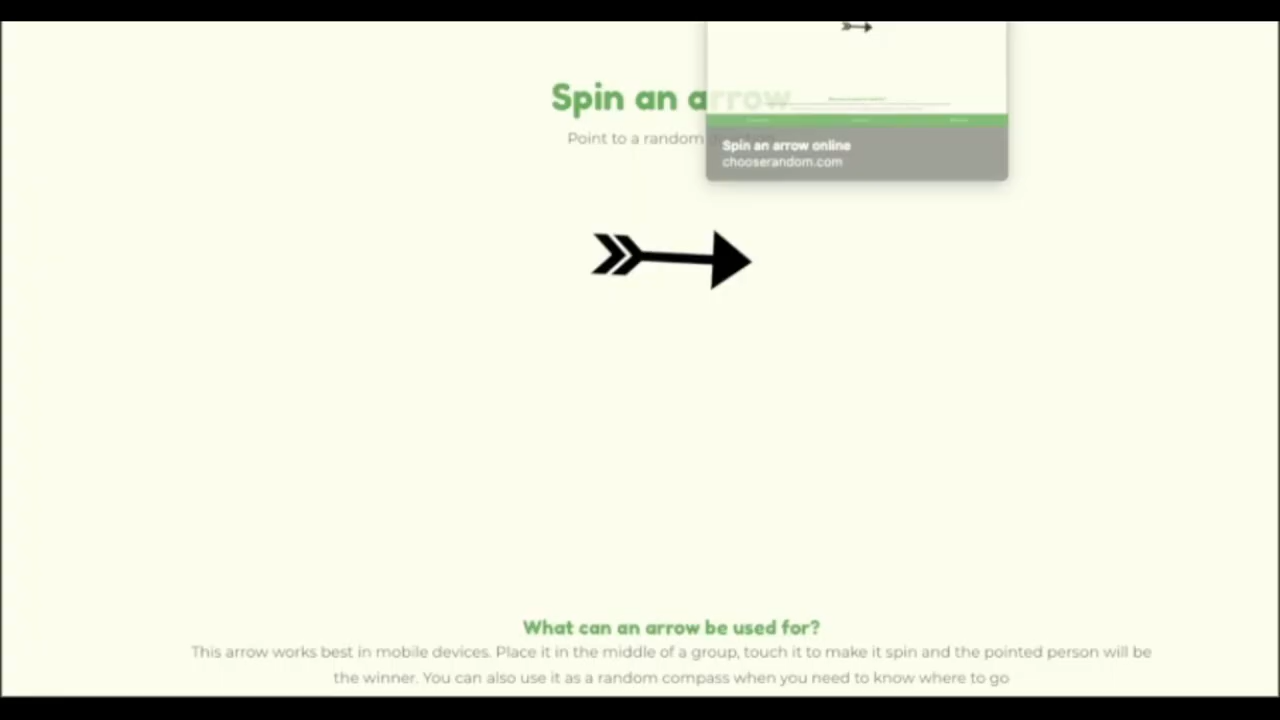 Spin an arrow
Point to a random
Spin an arrow online
chooserandom.com
What can an arrow be used for?
This arrow works best in mobile devices. Place it in the middle of a group, touch it to make it spin and the pointed person will be
the winner. You can also use it as a random compass when you need to know where to go